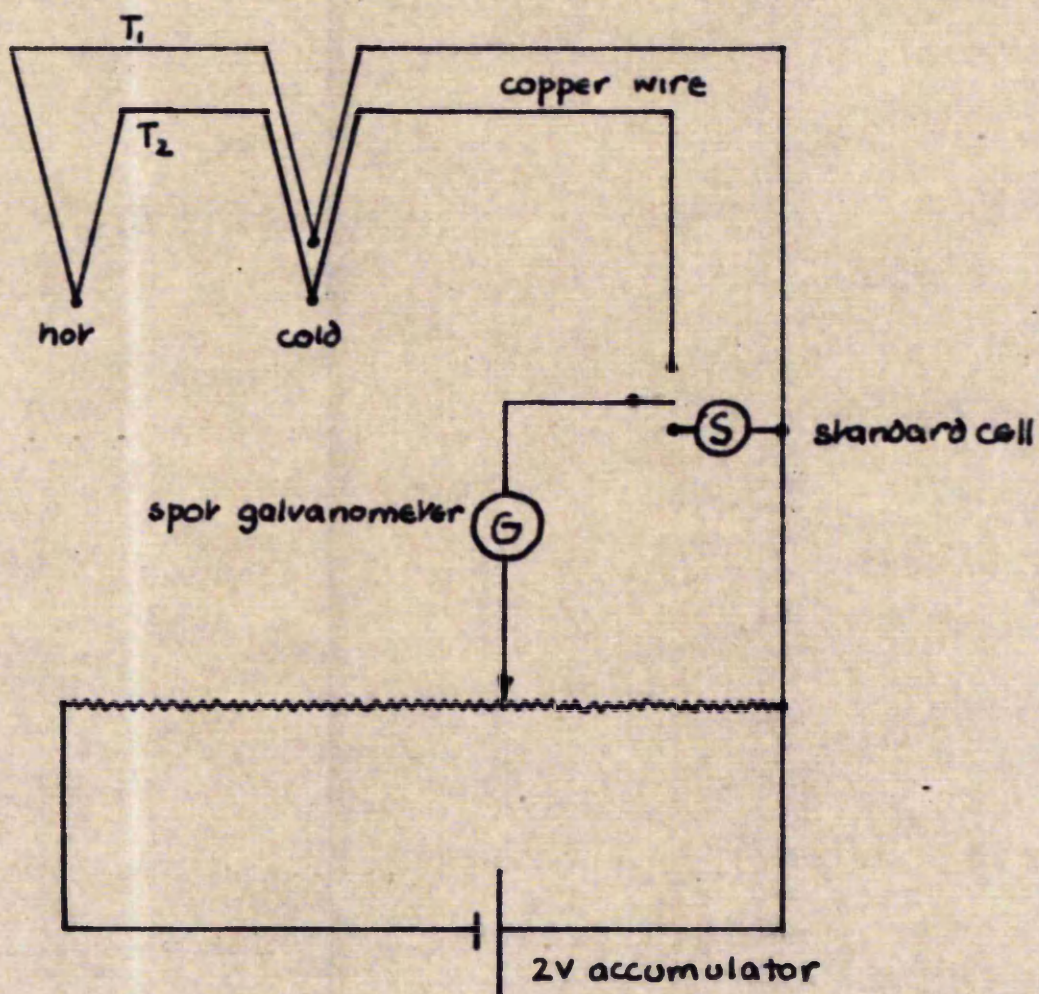 T₁
copper wire
T₂
hot
cold
S
standard cell
spot galvanometer
G
2V accumulator